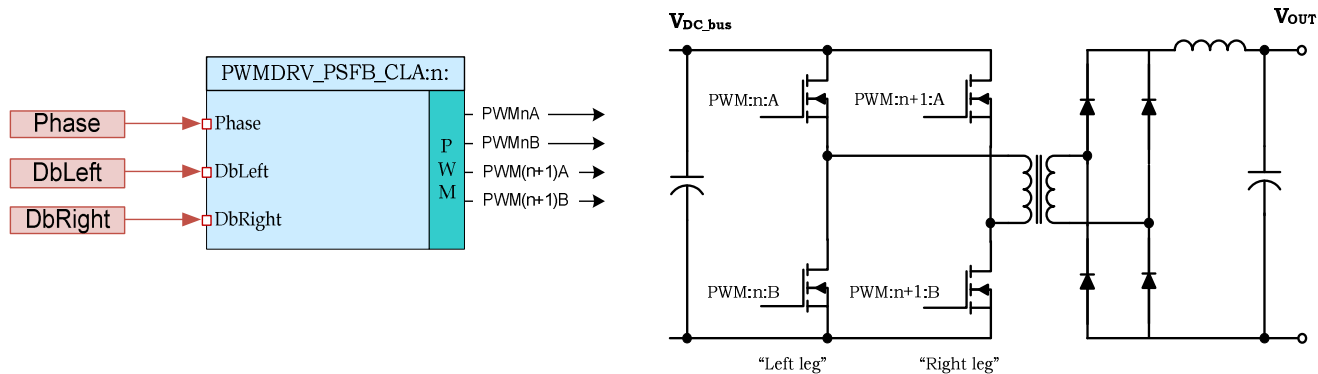 PWMDRV_PSFB_CLA:n:
Phase
DbLeft
DbRight
Phase
DbLeft
DbRight
P
W
M
PWMnA
PWMnB
PWM(n+1)A
PWM(n+1)B
VDC_bus
VOUT
PWM:n:A
PWM:n+1:A
PWM:n:B
PWM:n+1:B
“Left leg”
“Right leg”